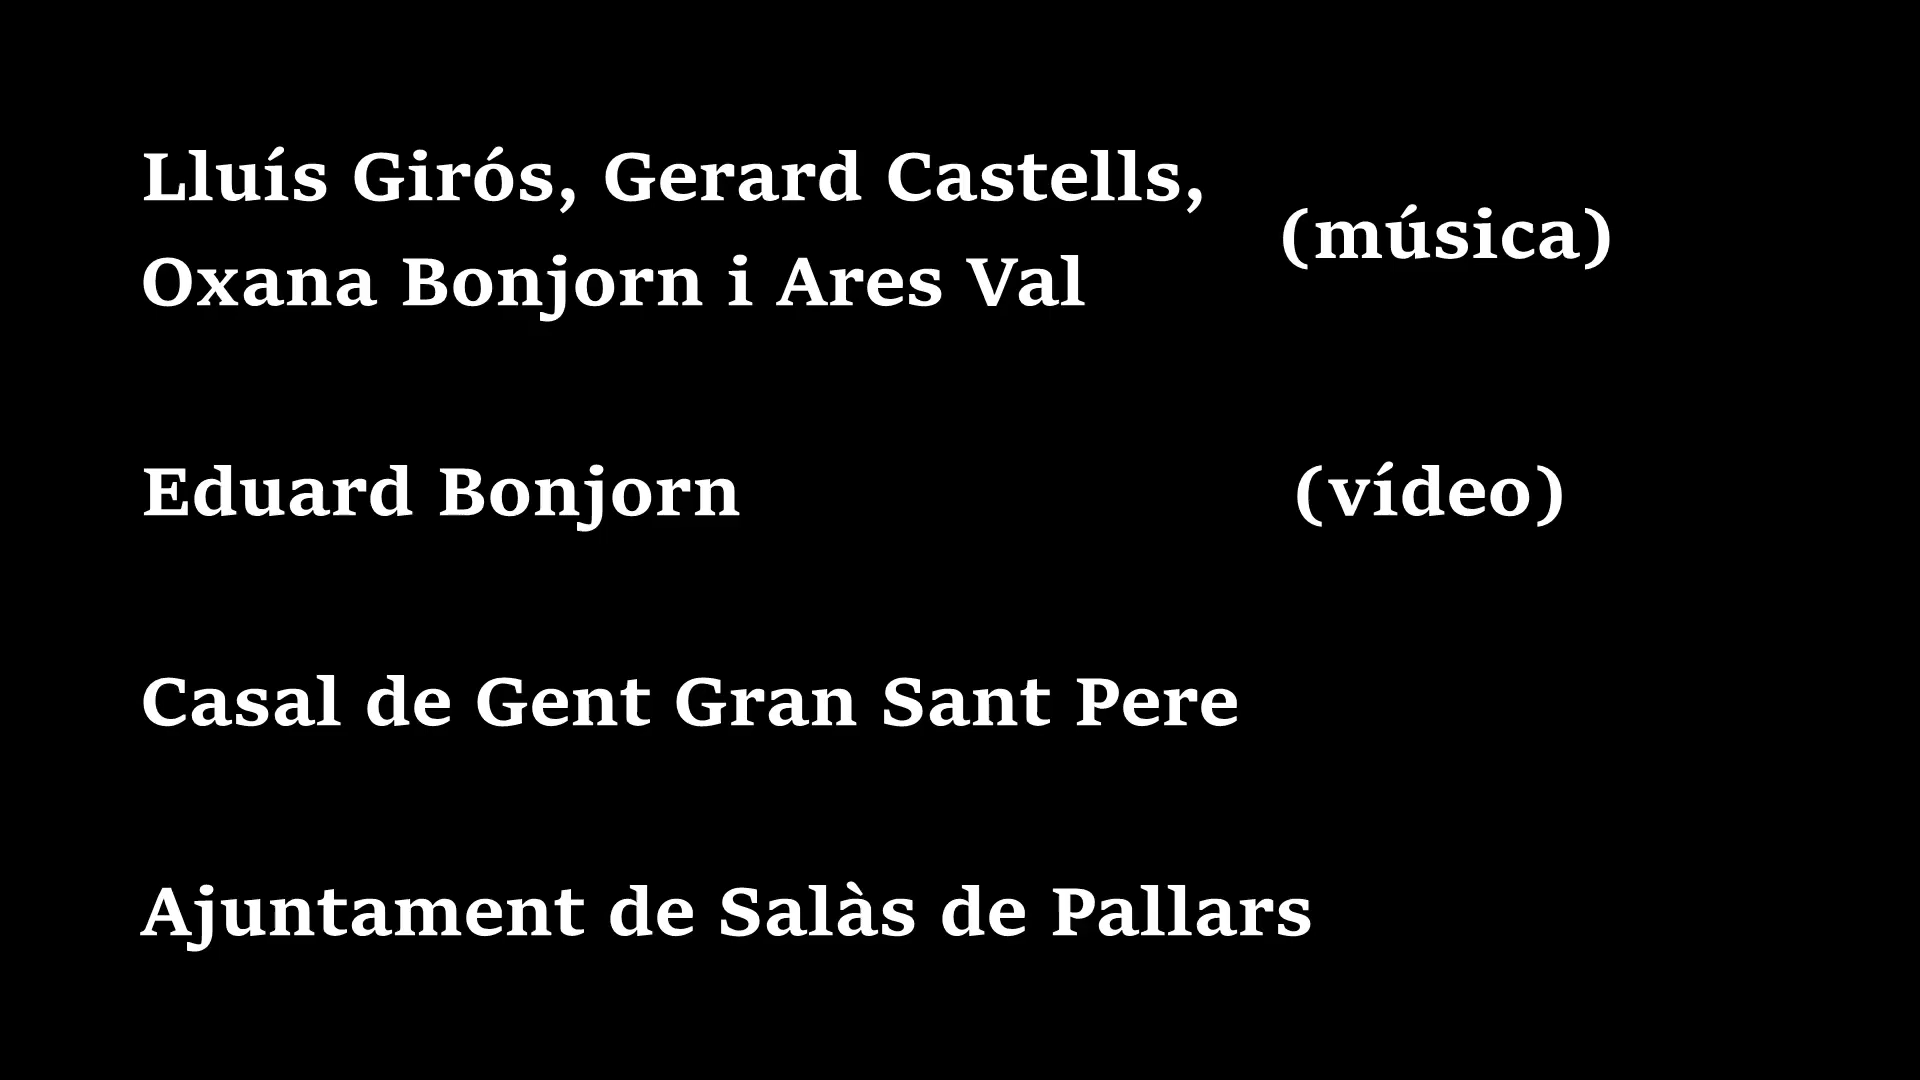 Lluís Girós, Gerard Castells,
Oxana Bonjorn i Ares Val
(música)
Eduard Bonjorn (vídeo)
Casal de Gent Gran Sant Pere
Ajuntament de Salàs de Pallars